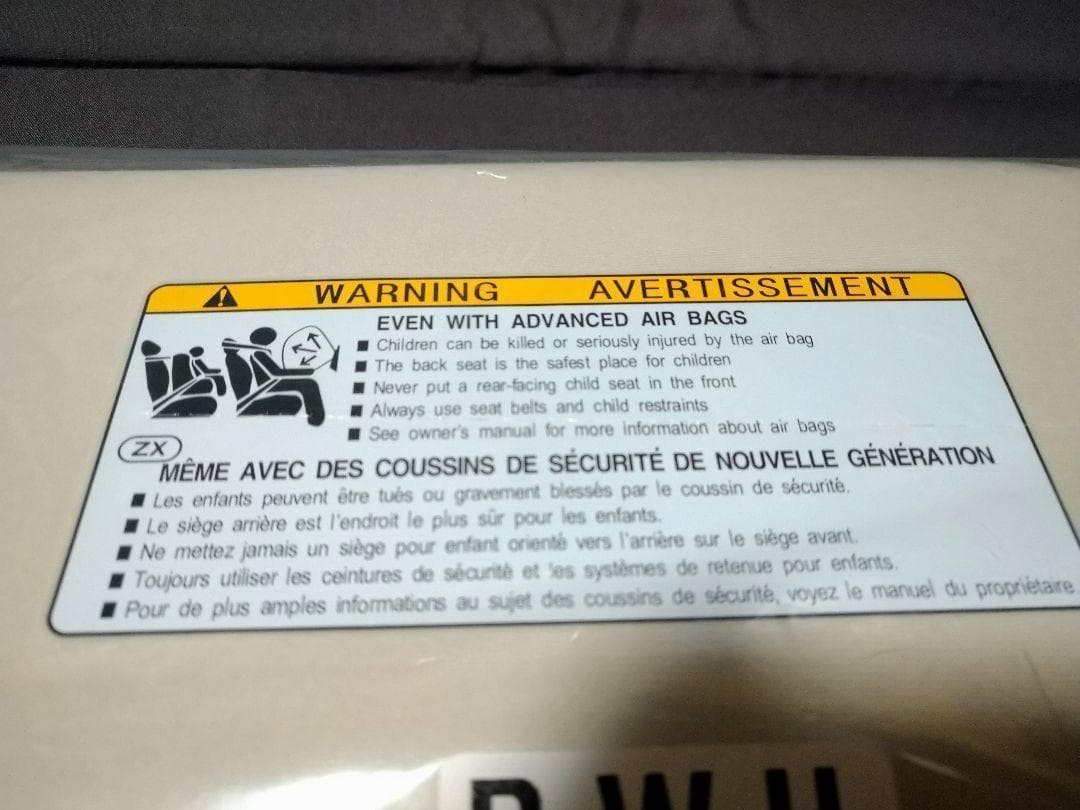 WARNING AVERTISSEMENT
EVEN WITH ADVANCED AIR BAGS
■ Children can be killed or seriously injured by the air bag
■ The back seat is the safest place for children
■ Never put a rear-facing child seat in the front
■ Always use seat belts and child restraints
■ See owner's manual for more information about air bags
ZX
MÊME AVEC DES COUSSINS DE SÉCURITÉ DE NOUVELLE GÉNÉRATION
■ Les enfants peuvent être tués ou gravement blessés par le coussin de sécurité.
■ Le siège arrière est l'endroit le plus sûr pour les enfants.
■ Ne mettez jamais un siège pour enfant orienté vers l'arrière sur le siège avant.
■ Toujours utiliser les ceintures de sécurité et les systèmes de retenue pour enfants.
■ Pour de plus amples informations au sujet des coussins de sécurité, voyez le manuel du propriétaire